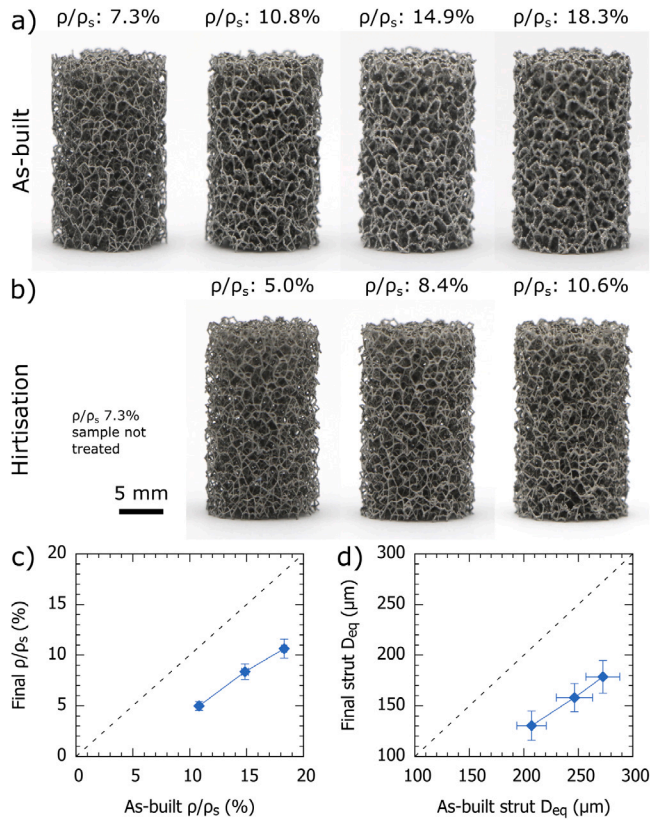 a)
ρ/ρs: 7.3% ρ/ρs: 10.8% ρ/ρs: 14.9% ρ/ρs: 18.3%
As-built
b)
ρ/ρs: 5.0% ρ/ρs: 8.4% ρ/ρs: 10.6%
Hirtisation
ρ/ρs 7.3%
sample not
treated
5 mm
c)
20
15
10
5
0
Final ρ/ρs (%)
0 5 10 15 20
As-built ρ/ρs (%)
d)
300
250
200
150
100
Final strut Deq (μm)
100 150 200 250 300
As-built strut Deq (μm)